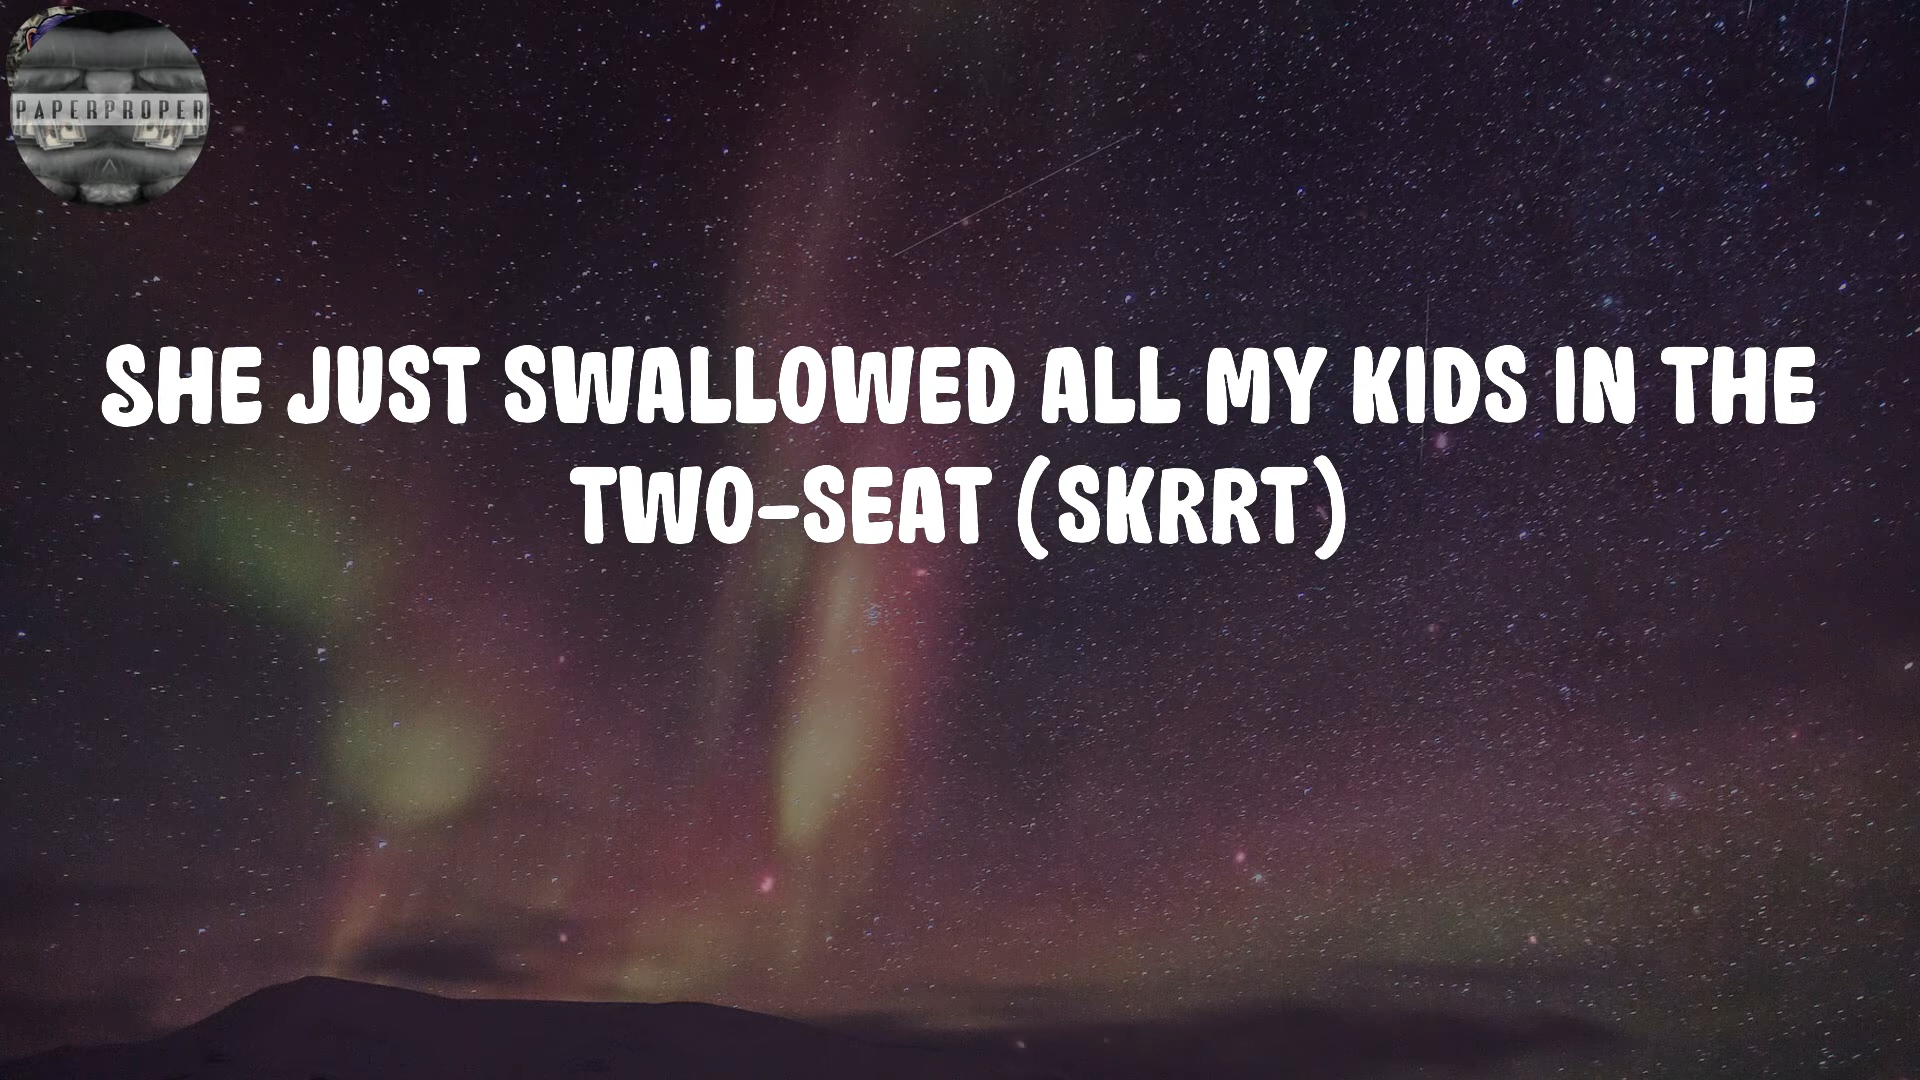 PAPERPROPER
SHE JUST SWALLOWED ALL MY KIDS IN THE
TWO-SEAT (SKRRT)